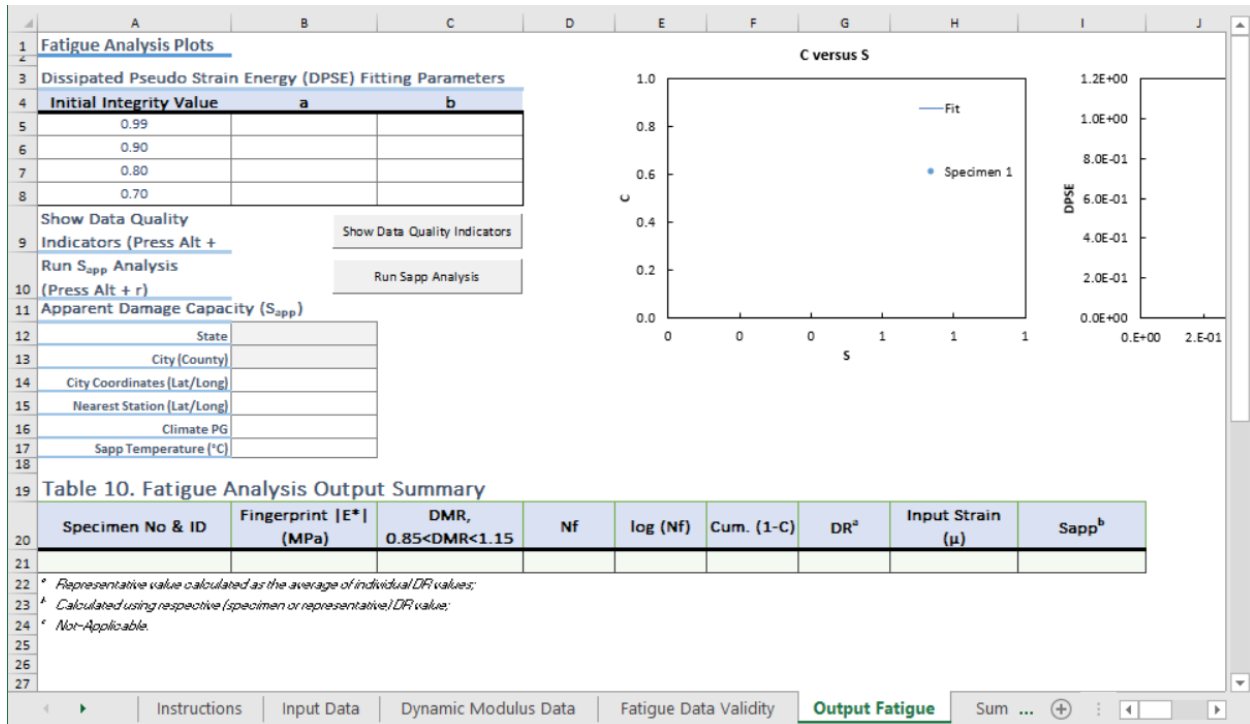 A B C D E F G H I J
1 Fatigue Analysis Plots
2
3 Dissipated Pseudo Strain Energy (DPSE) Fitting Parameters
4 Initial Integrity Value a b
5 0.99
6 0.90
7 0.80
8 0.70
Show Data Quality
9 Indicators (Press Alt +
Show Data Quality Indicators
Run Sapp Analysis
10 (Press Alt + r)
Run Sapp Analysis
11 Apparent Damage Capacity (Sapp)
12 State
13 City (County)
14 City Coordinates (Lat/Long)
15 Nearest Station (Lat/Long)
16 Climate PG
17 Sapp Temperature (°C)
18
C versus S
1.0
0.8
0.6
0.4
0.2
0.0
C
0 0 0 1 1 1
S
Fit
Specimen 1
1.2E+00
1.0E+00
8.0E-01
6.0E-01
4.0E-01
2.0E-01
0.0E+00
DPSE
0.E+00 2.E-01
19 Table 10. Fatigue Analysis Output Summary
Specimen No & ID Fingerprint |E*| DMR, Nf log (Nf) Cum. (1-C) DRa Input Strain Sappb
20 (MPa) 0.85<DMR<1.15 (µ)
21
22 a Representative value calculated as the average of individual DR values;
23 b Calculated using respective (specimen or representative) DR value;
24 c Not-Applicable.
25
26
27
Instructions Input Data Dynamic Modulus Data Fatigue Data Validity Output Fatigue Sum ...